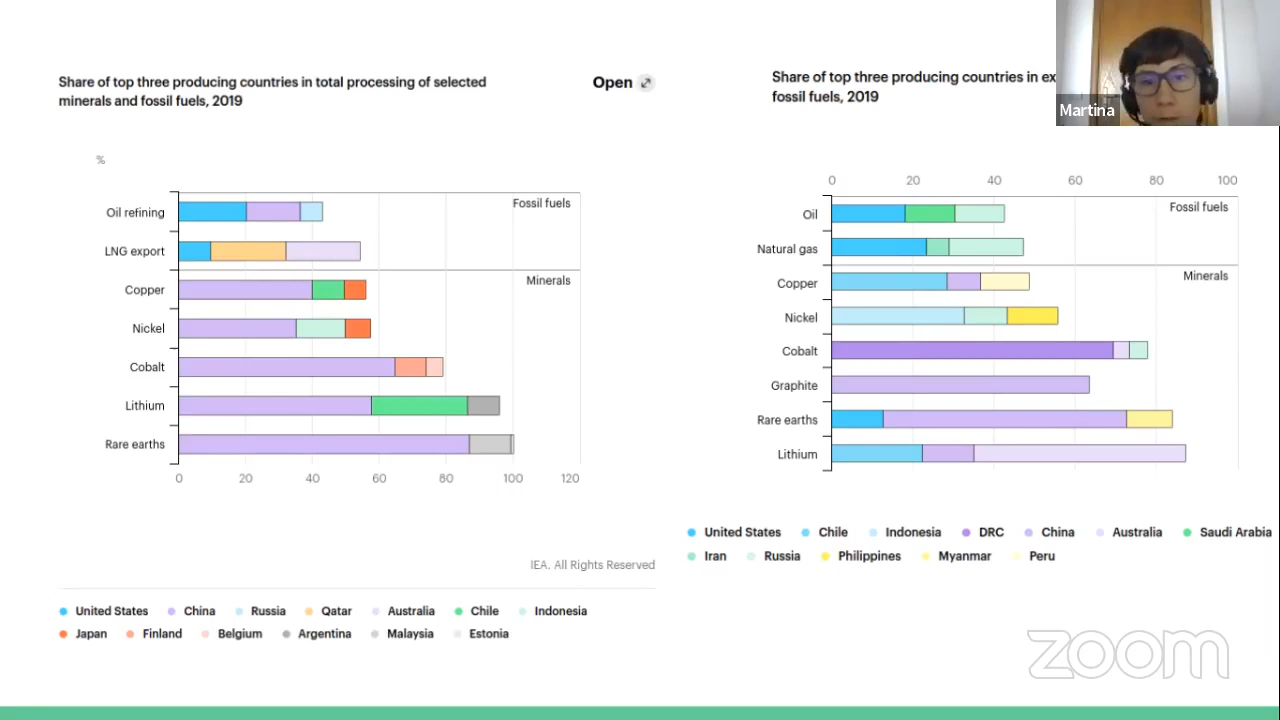 Share of top three producing countries in total processing of selected
minerals and fossil fuels, 2019
Open
%
Fossil fuels
Oil refining
LNG export
Minerals
Copper
Nickel
Cobalt
Lithium
Rare earths
0 20 40 60 80 100 120
IEA. All Rights Reserved
United States China Russia Qatar Australia Chile Indonesia
Japan Finland Belgium Argentina Malaysia Estonia
Share of top three producing countries in
fossil fuels, 2019
Martina
0 20 40 60 80 100
Fossil fuels
Oil
Natural gas
Minerals
Copper
Nickel
Cobalt
Graphite
Rare earths
Lithium
United States Chile Indonesia DRC China Australia Saudi Arabia
Iran Russia Philippines Myanmar Peru
zoom